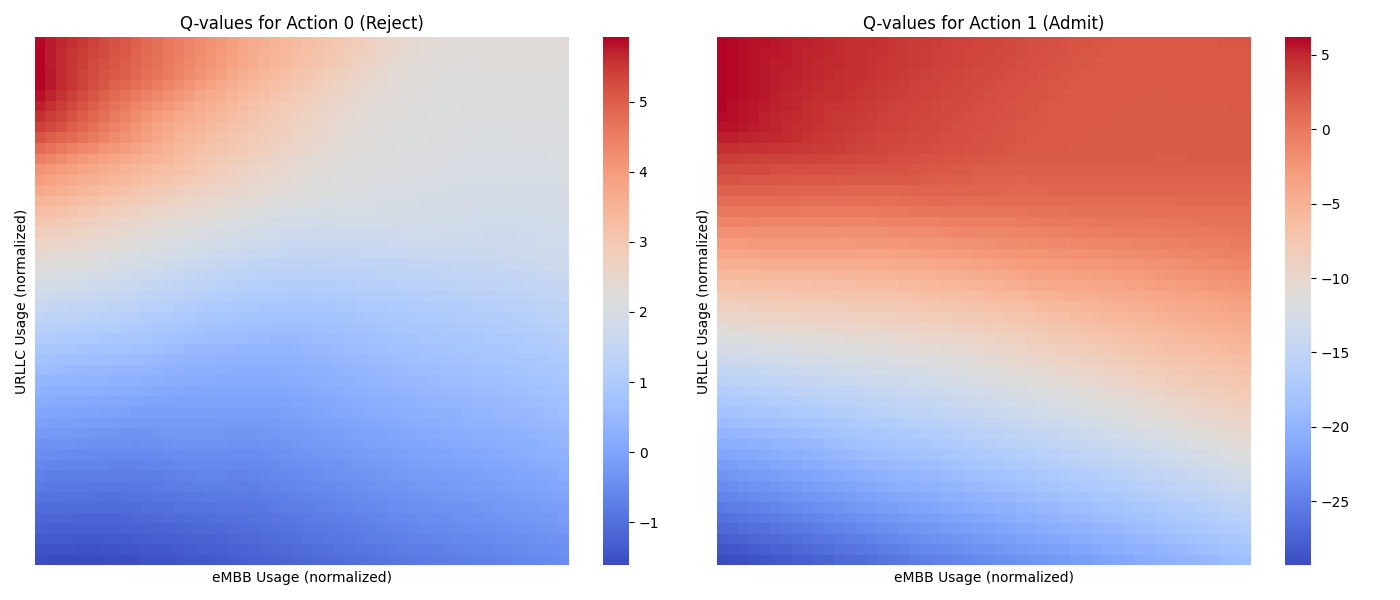 Q-values for Action 0 (Reject)
URLLC Usage (normalized)
eMBB Usage (normalized)
5
4
3
2
1
0
−1
Q-values for Action 1 (Admit)
URLLC Usage (normalized)
eMBB Usage (normalized)
5
0
−5
−10
−15
−20
−25